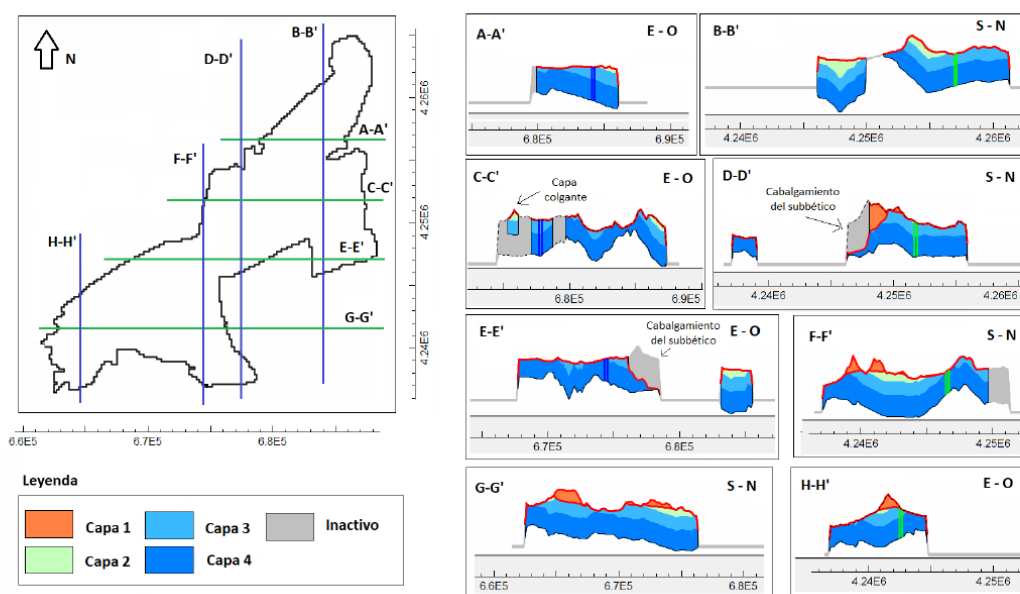 N
B-B'
D-D'
A-A'
F-F'
C-C'
H-H'
E-E'
G-G'
4.26E6
4.25E6
4.24E6
6.6E5
6.7E5
6.8E5
Leyenda
Capa 1
Capa 3
Inactivo
Capa 2
Capa 4
A-A'
E - O
6.8E5
6.9E5
B-B'
S - N
4.24E6
4.25E6
4.26E6
C-C'
Capa
colgante
E - O
6.8E5
6.9E5
D-D'
Cabalgamiento
del subbético
S - N
4.24E6
4.25E6
4.26E6
E-E'
Cabalgamiento
del subbético
E - O
6.7E5
6.8E5
F-F'
S - N
4.24E6
4.25E6
G-G'
S - N
6.6E5
6.7E5
6.8E5
H-H'
E - O
4.24E6
4.25E6